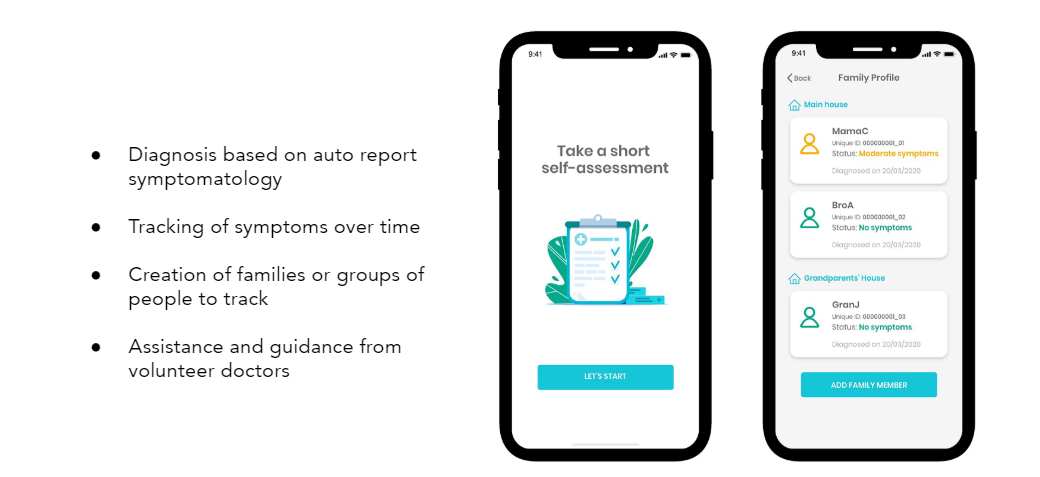 ● Diagnosis based on auto report
symptomatology
● Tracking of symptoms over time
● Creation of families or groups of
people to track
● Assistance and guidance from
volunteer doctors
9:41
Take a short
self-assessment
LET'S START
9:41
Back Family Profile
Main house
MamaC
Unique ID: 000000001_01
Status: Moderate symptoms
Diagnosed on 20/03/2020
BroA
Unique ID: 000000001_02
Status: No symptoms
Diagnosed on 20/03/2020
Grandparents' House
GranJ
Unique ID: 000000001_03
Status: No symptoms
Diagnosed on 20/03/2020
ADD FAMILY MEMBER